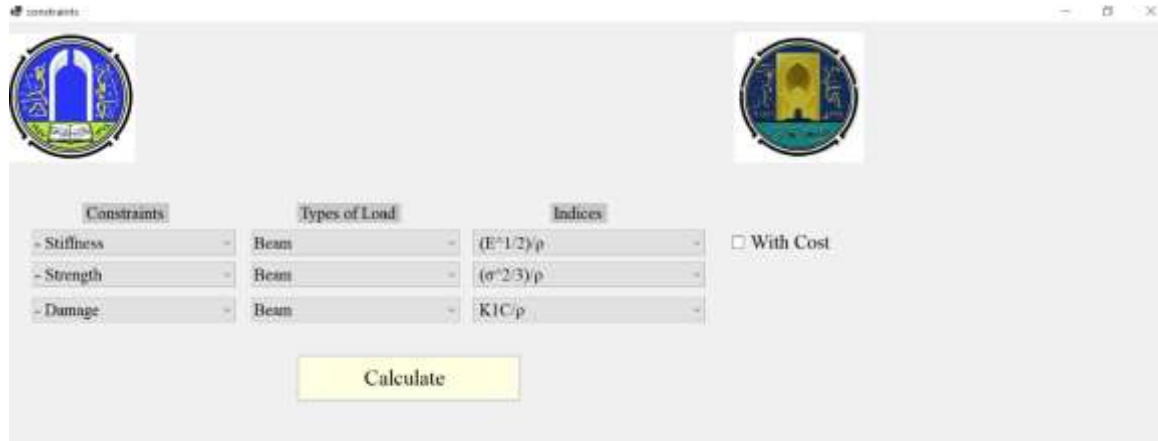 constraints
Constraints
Types of Load
Indices
- Stiffness
Beam
(E^1/2)/ρ
With Cost
- Strength
Beam
(σ^2/3)/ρ
- Damage
Beam
K1C/ρ
Calculate